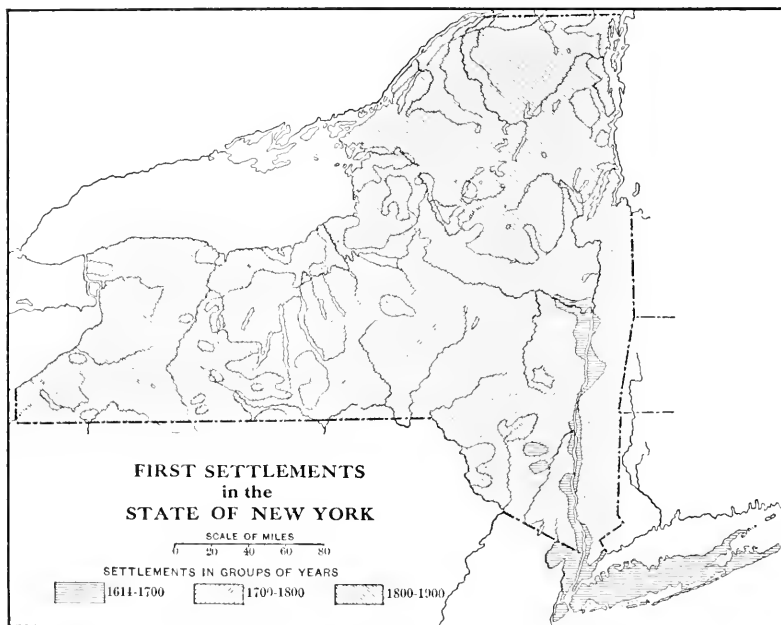 FIRST SETTLEMENTS
in the
STATE OF NEW YORK
SCALE OF MILES
0 20 40 60 80
SETTLEMENTS IN GROUPS OF YEARS
1614-1700 1700-1800 1800-1900